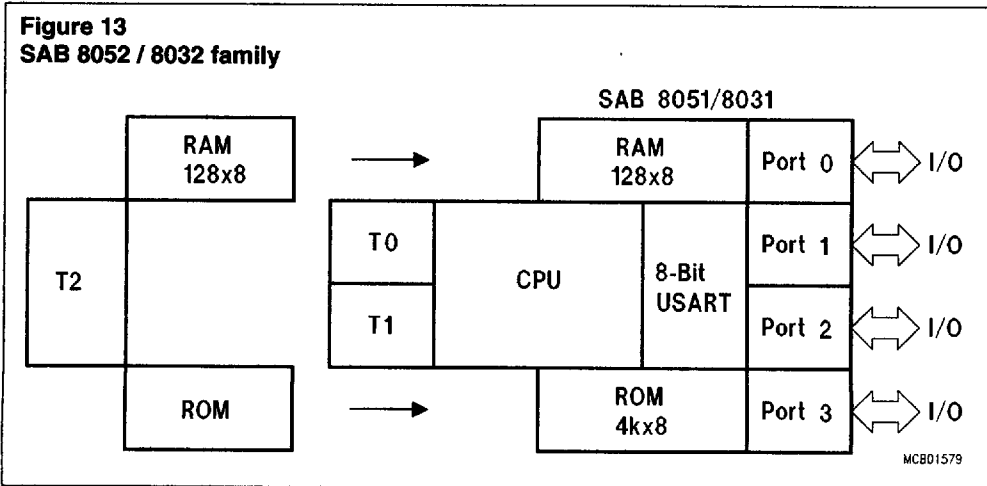 Figure 13
SAB 8052 / 8032 family
SAB 8051/8031
RAM
128x8
RAM
128x8
Port 0
I/O
T2
T0
T1
CPU
8-Bit
USART
Port 1
I/O
Port 2
I/O
ROM
ROM
4kx8
Port 3
I/O
MCB01579